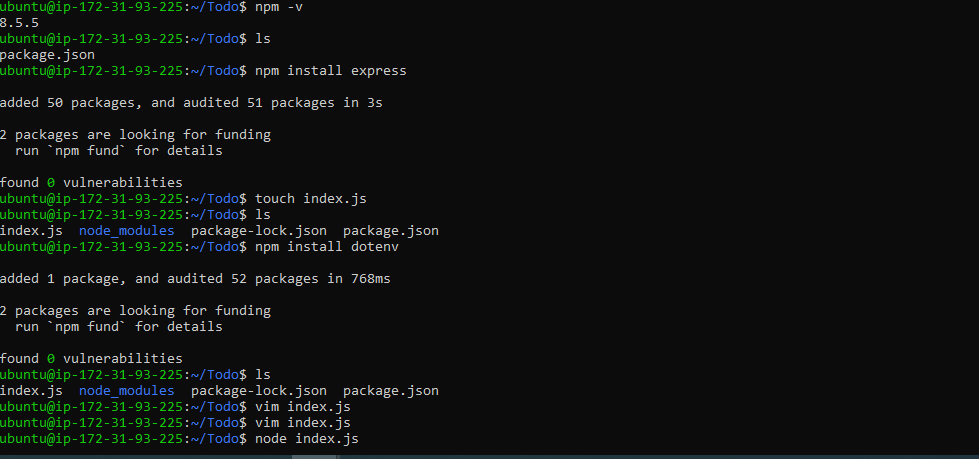 ubuntu@ip-172-31-93-225:~/Todo$ npm -v
8.5.5
ubuntu@ip-172-31-93-225:~/Todo$ ls
package.json
ubuntu@ip-172-31-93-225:~/Todo$ npm install express
added 50 packages, and audited 51 packages in 3s
2 packages are looking for funding
  run `npm fund` for details
found 0 vulnerabilities
ubuntu@ip-172-31-93-225:~/Todo$ touch index.js
ubuntu@ip-172-31-93-225:~/Todo$ ls
index.js  node_modules  package-lock.json  package.json
ubuntu@ip-172-31-93-225:~/Todo$ npm install dotenv
added 1 package, and audited 52 packages in 768ms
2 packages are looking for funding
  run `npm fund` for details
found 0 vulnerabilities
ubuntu@ip-172-31-93-225:~/Todo$ ls
index.js  node_modules  package-lock.json  package.json
ubuntu@ip-172-31-93-225:~/Todo$ vim index.js
ubuntu@ip-172-31-93-225:~/Todo$ vim index.js
ubuntu@ip-172-31-93-225:~/Todo$ node index.js